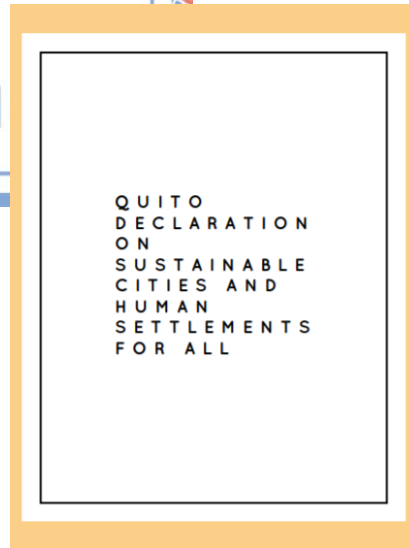 QUITO
DECLARATION
ON
SUSTAINABLE
CITIES AND
HUMAN
SETTLEMENTS
FOR ALL